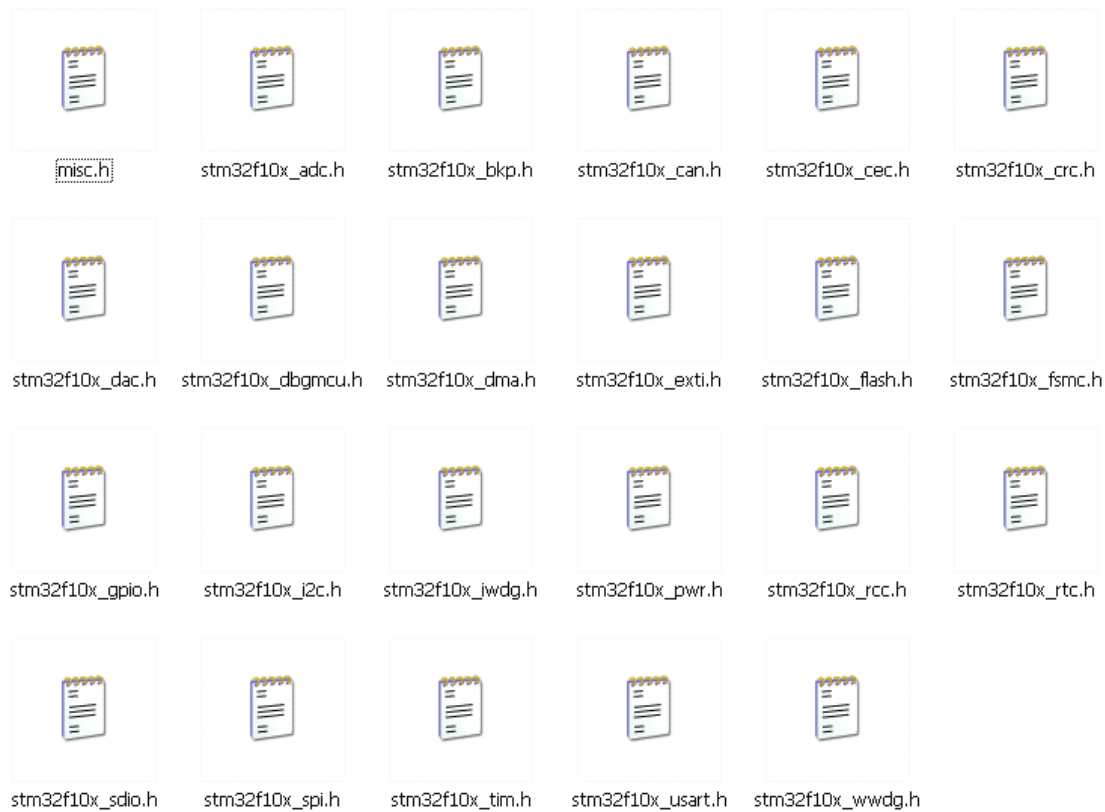 misc.h
stm32f10x_adc.h
stm32f10x_bkp.h
stm32f10x_can.h
stm32f10x_cec.h
stm32f10x_crc.h
stm32f10x_dac.h
stm32f10x_dbgmcu.h
stm32f10x_dma.h
stm32f10x_exti.h
stm32f10x_flash.h
stm32f10x_fsmc.h
stm32f10x_gpio.h
stm32f10x_i2c.h
stm32f10x_iwdg.h
stm32f10x_pwr.h
stm32f10x_rcc.h
stm32f10x_rtc.h
stm32f10x_sdio.h
stm32f10x_spi.h
stm32f10x_tim.h
stm32f10x_usart.h
stm32f10x_wwdg.h